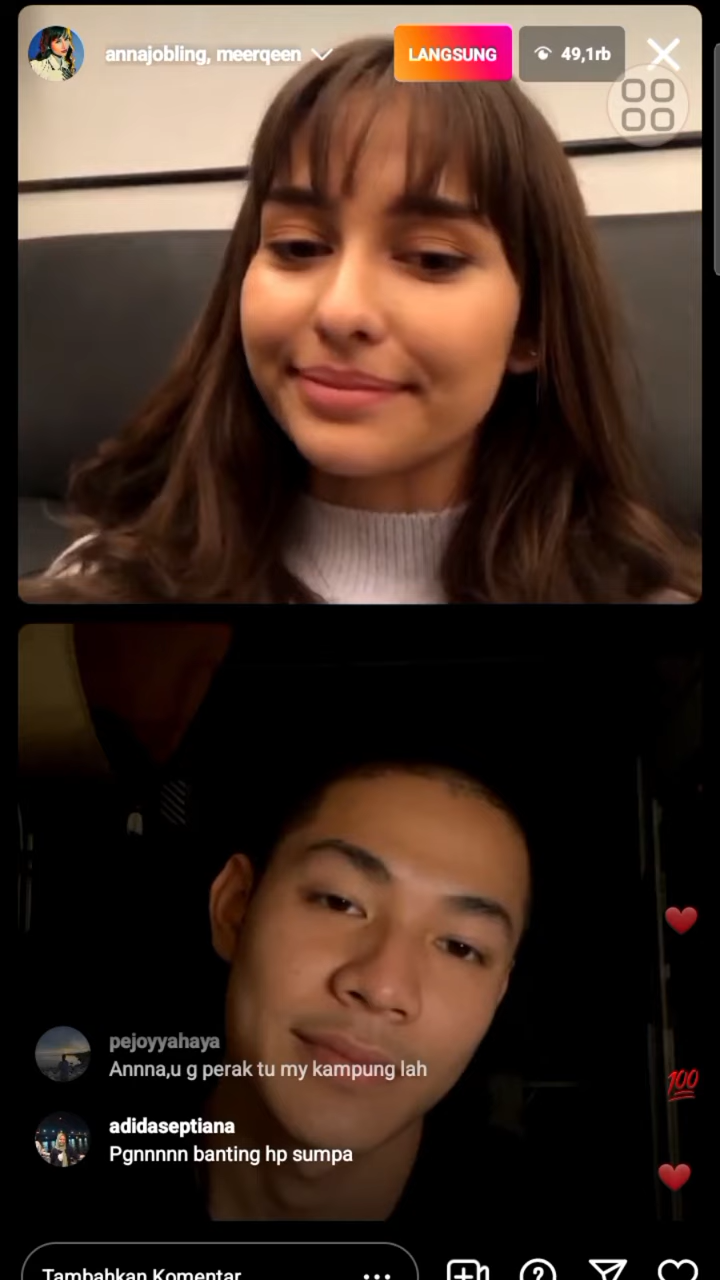 annajobling, meerqeen
LANGSUNG
49,1rb
pejoyyahaya
Annna,u g perak tu my kampung lah
adidaseptiana
Pgnnnnn banting hp sumpa
100
Tambahkan Komentar